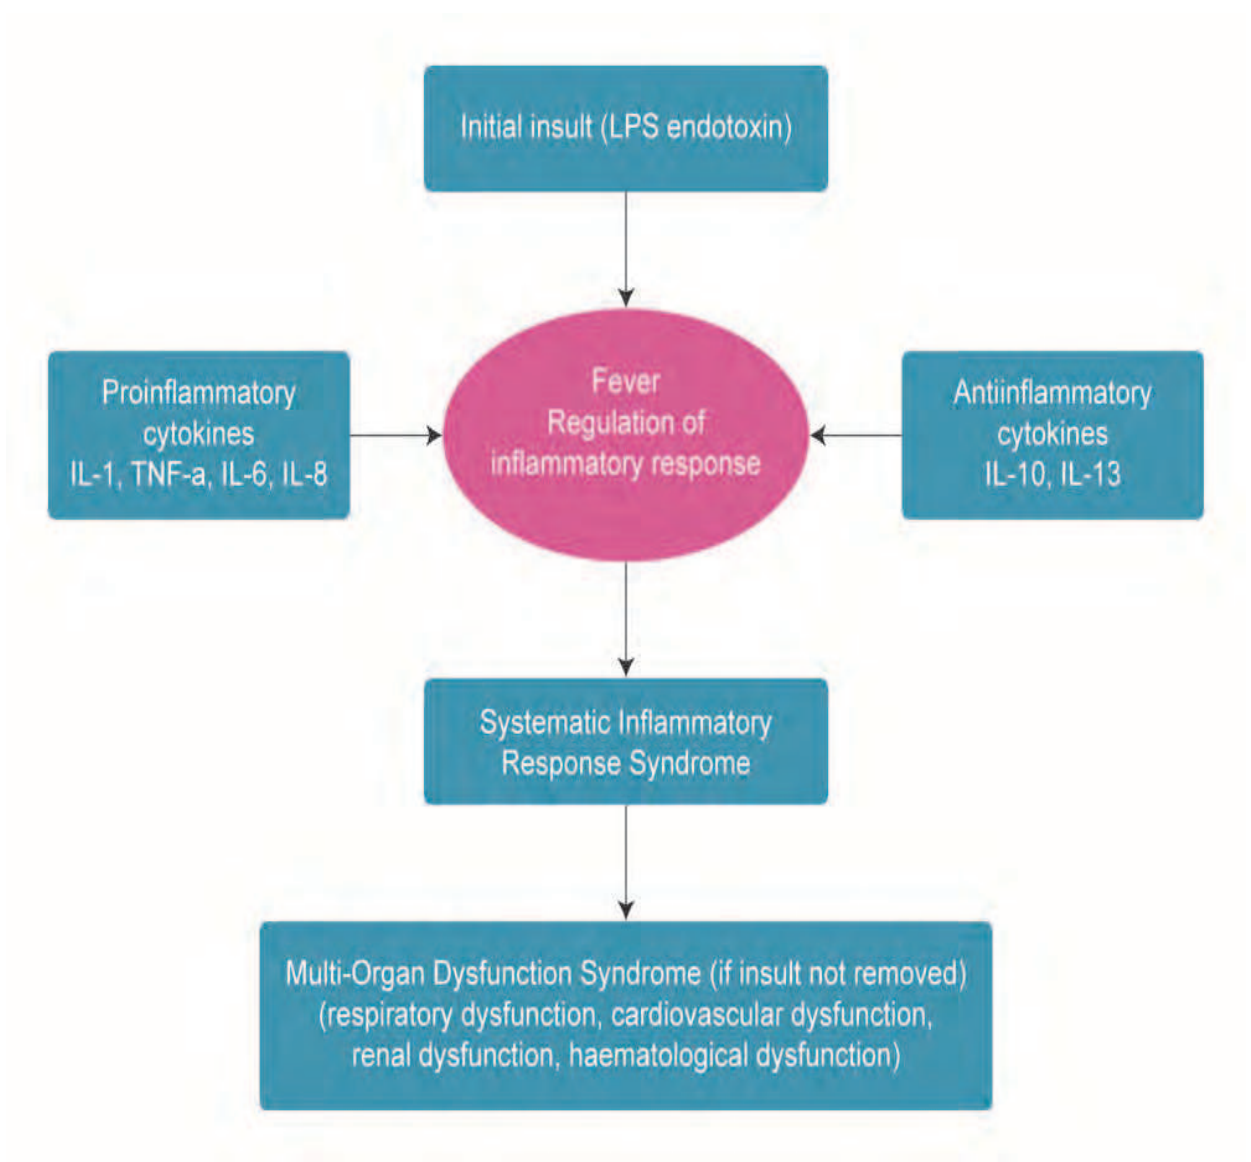 Initial insult (LPS endotoxin)
Proinflammatory
cytokines
IL-1, TNF-a, IL-6, IL-8
Fever
Regulation of
inflammatory response
Antiinflammatory
cytokines
IL-10, IL-13
Systematic Inflammatory
Response Syndrome
Multi-Organ Dysfunction Syndrome (if insult not removed)
(respiratory dysfunction, cardiovascular dysfunction,
renal dysfunction, haematological dysfunction)